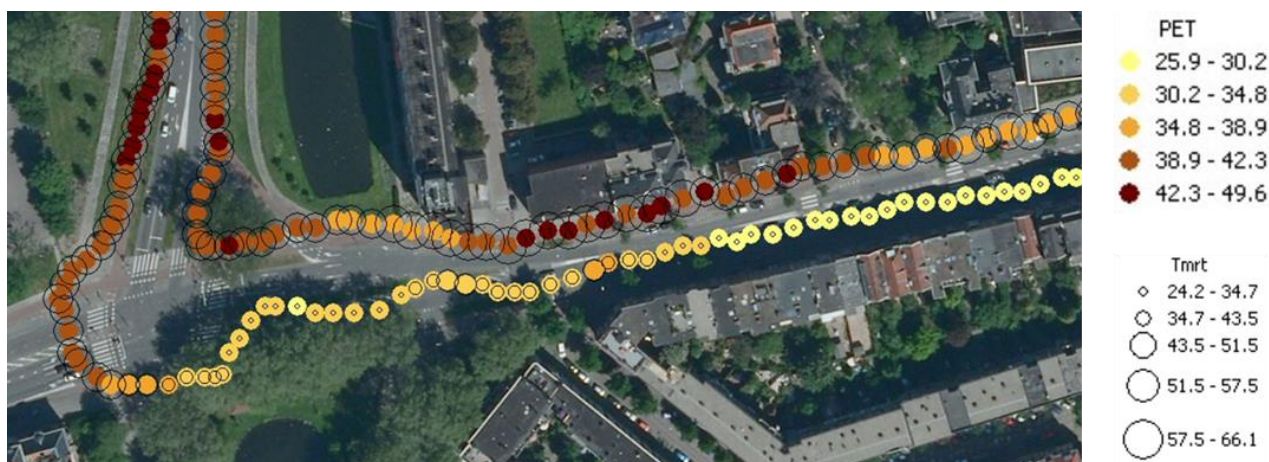 PET
25.9 - 30.2
30.2 - 34.8
34.8 - 38.9
38.9 - 42.3
42.3 - 49.6
Tmrt
24.2 - 34.7
34.7 - 43.5
43.5 - 51.5
51.5 - 57.5
57.5 - 66.1